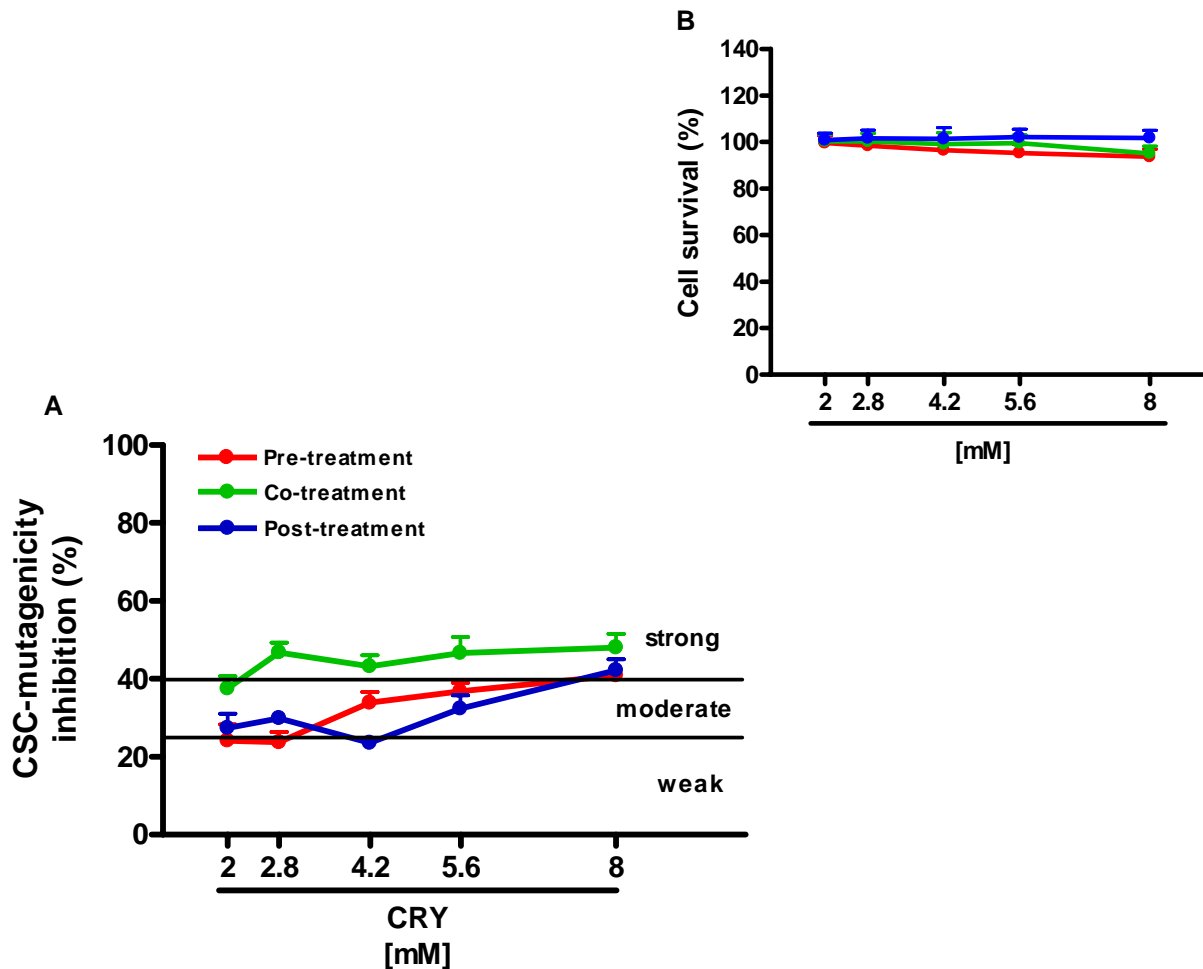 B
140
120
100
80
60
40
20
0
Cell survival (%)
2 2.8 4.2 5.6 8
[mM]
A
100
80
60
40
20
0
CSC-mutagenicity
inhibition (%)
Pre-treatment
Co-treatment
Post-treatment
strong
moderate
weak
2 2.8 4.2 5.6 8
CRY
[mM]